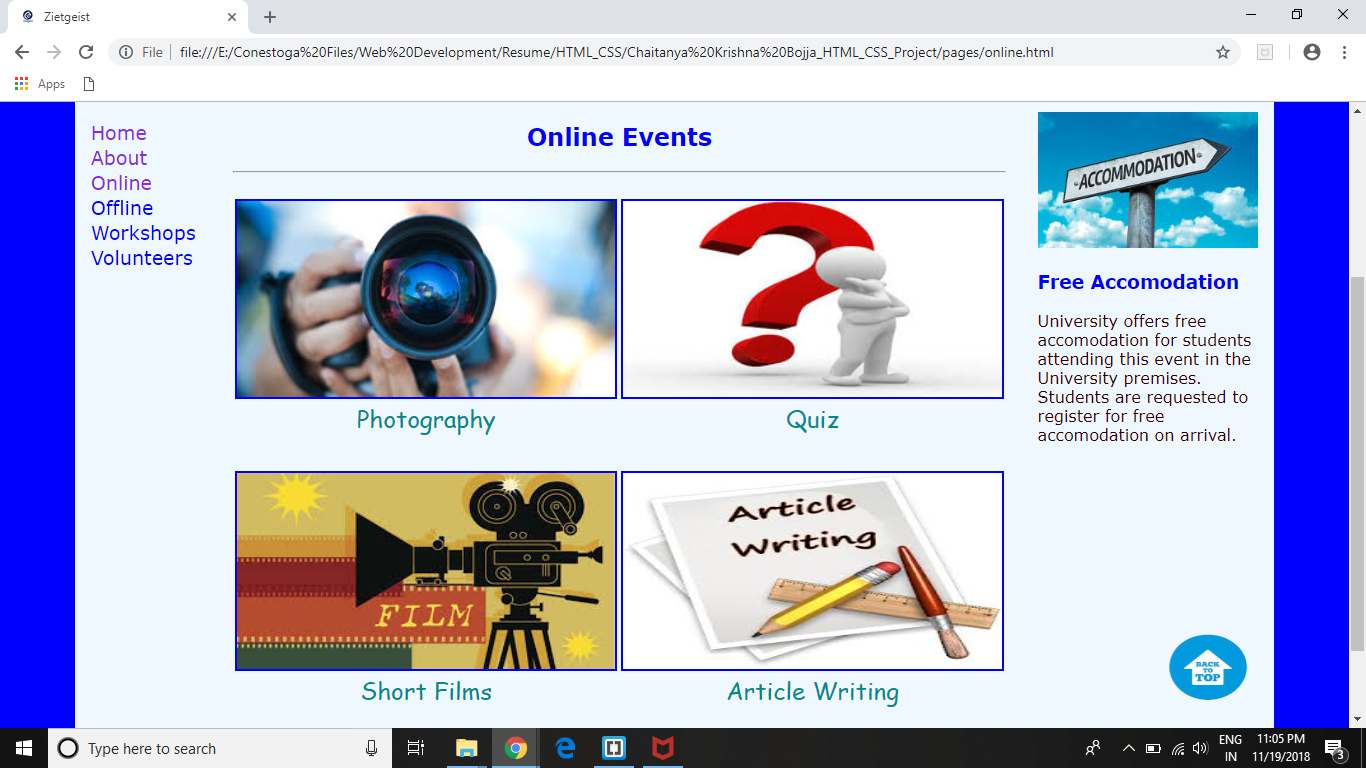 Zietgeist
File
file:///E:/Conestoga%20Files/Web%20Development/Resume/HTML_CSS/Chaitanya%20Krishna%20Bojja_HTML_CSS_Project/pages/online.html
Apps
Home
About
Online
Offline
Workshops
Volunteers
Online Events
Photography
Quiz
FILM
Article
Writing
Short Films
Article Writing
ACCOMMODATION
Free Accomodation
University offers free
accomodation for students
attending this event in the
University premises.
Students are requested to
register for free
accomodation on arrival.
BACK
TO
TOP
Type here to search
ENG
IN
11:05 PM
11/19/2018
3